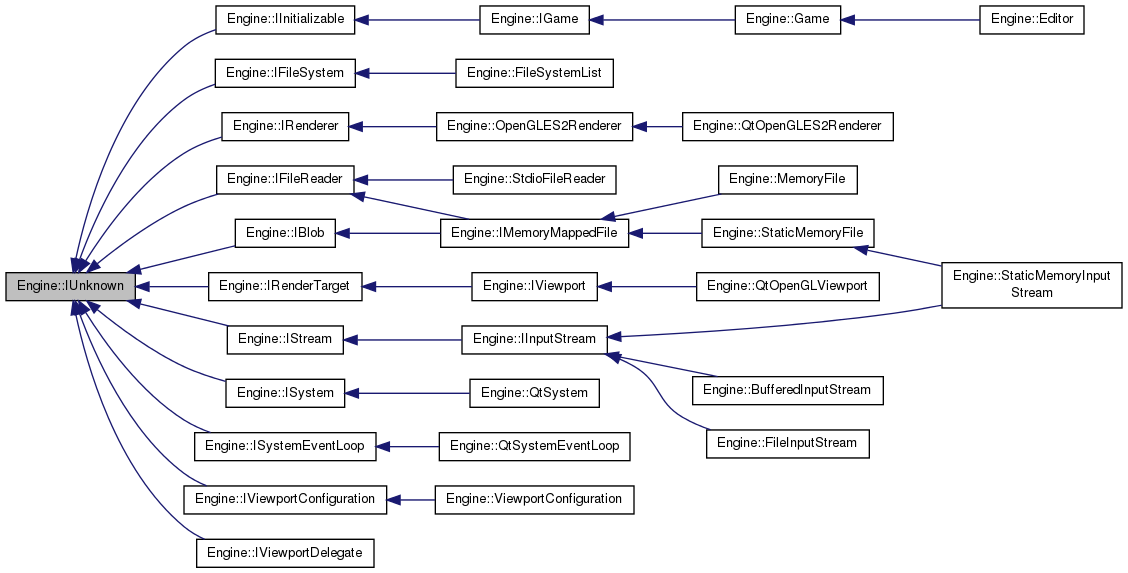 Engine::IInitializable
Engine::IGame
Engine::Game
Engine::Editor
Engine::IFileSystem
Engine::FileSystemList
Engine::IRenderer
Engine::OpenGLES2Renderer
Engine::QtOpenGLES2Renderer
Engine::IFileReader
Engine::StdioFileReader
Engine::MemoryFile
Engine::IBlob
Engine::IMemoryMappedFile
Engine::StaticMemoryFile
Engine::IUnknown
Engine::IRenderTarget
Engine::IViewport
Engine::QtOpenGLViewport
Engine::StaticMemoryInput
Stream
Engine::IStream
Engine::IInputStream
Engine::ISystem
Engine::QtSystem
Engine::BufferedInputStream
Engine::ISystemEventLoop
Engine::QtSystemEventLoop
Engine::FileInputStream
Engine::IViewportConfiguration
Engine::ViewportConfiguration
Engine::IViewportDelegate